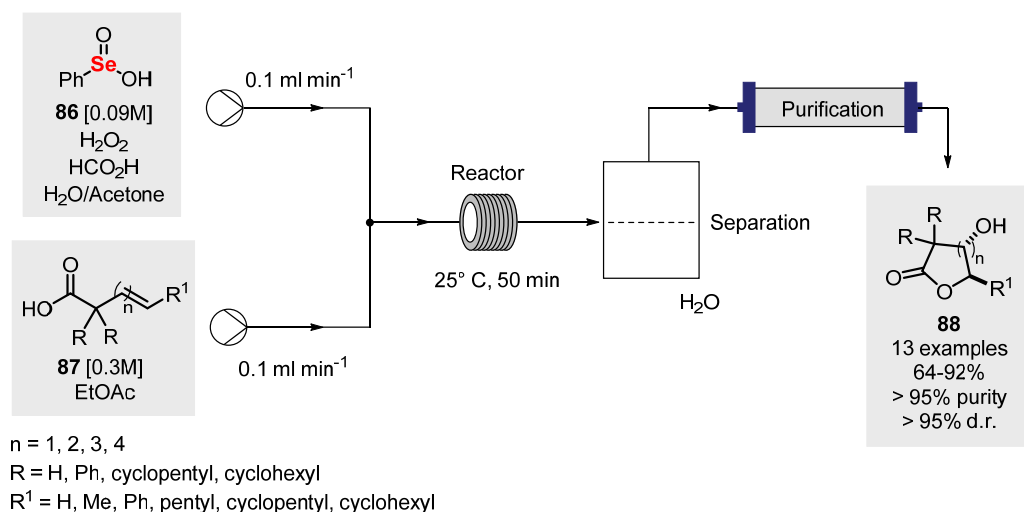 O
Se
Ph
OH
86 [0.09M]
H₂O₂
HCO₂H
H₂O/Acetone
0.1 ml min⁻¹
O
HO
n
R¹
R R
87 [0.3M]
EtOAc
0.1 ml min⁻¹
Reactor
25° C, 50 min
Separation
H₂O
Purification
R
R
OH
n
O
O
R¹
88
13 examples
64-92%
> 95% purity
> 95% d.r.
n = 1, 2, 3, 4
R = H, Ph, cyclopentyl, cyclohexyl
R¹ = H, Me, Ph, pentyl, cyclopentyl, cyclohexyl